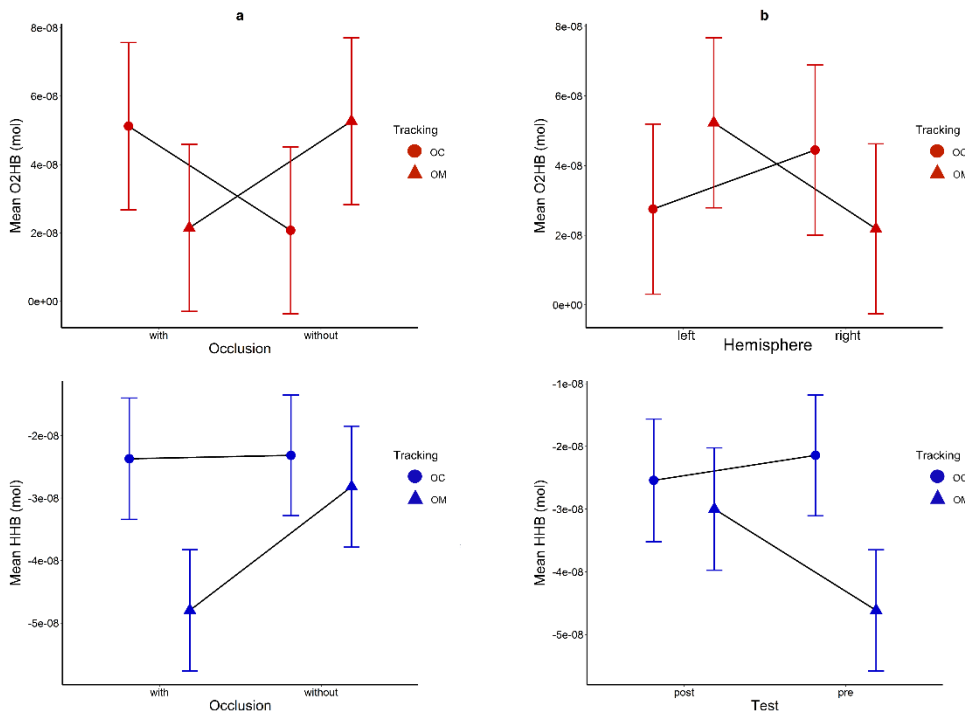 a
Mean O2HB (mol)
8e-08
6e-08
4e-08
2e-08
0e+00
with
without
Occlusion
Tracking
OC
OM
b
Mean O2HB (mol)
8e-08
6e-08
4e-08
2e-08
0e+00
left
right
Hemisphere
Tracking
OC
OM
Mean HHB (mol)
-2e-08
-3e-08
-4e-08
-5e-08
with
without
Occlusion
Tracking
OC
OM
Mean HHB (mol)
-1e-08
-2e-08
-3e-08
-4e-08
-5e-08
post
pre
Test
Tracking
OC
OM